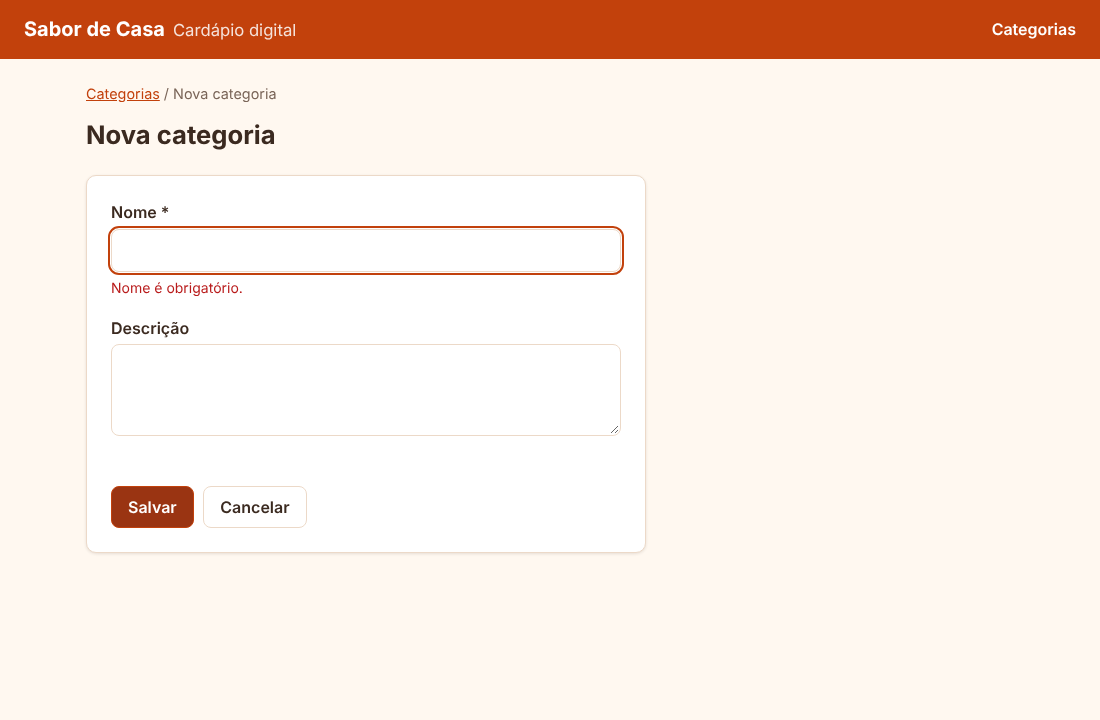 Sabor de Casa Cardápio digital Categorias
Categorias / Nova categoria
Nova categoria
Nome *
Nome é obrigatório.
Descrição
Salvar Cancelar